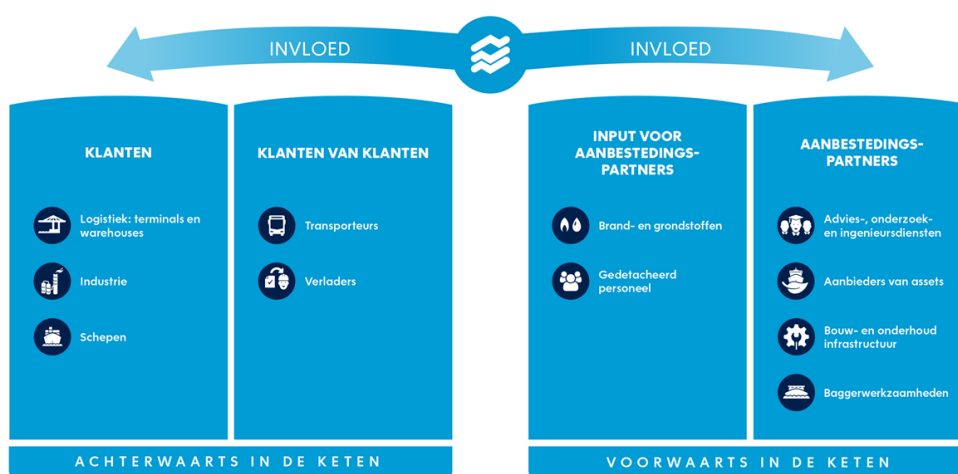 INVLOED
INVLOED
KLANTEN
Logistiek: terminals en
warehouses
Industrie
Schepen
KLANTEN VAN KLANTEN
Transporteurs
Verladers
INPUT VOOR
AANBESTEDINGS-
PARTNERS
Brand- en grondstoffen
Gedetacheerd
personeel
AANBESTEDINGS-
PARTNERS
Advies-, onderzoek-
en ingenieursdiensten
Aanbieders van assets
Bouw- en onderhoud
infrastructuur
Baggerwerkzaamheden
ACHTERWAARTS IN DE KETEN
VOORWAARTS IN DE KETEN